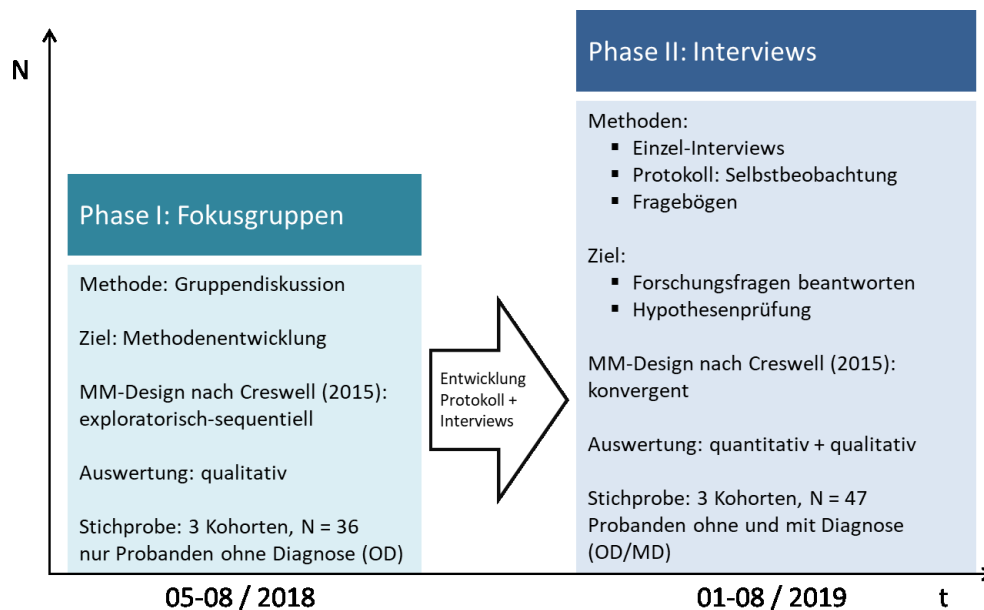 N
Phase I: Fokusgruppen
Methode: Gruppendiskussion
Ziel: Methodenentwicklung
MM-Design nach Creswell (2015):
exploratorisch-sequentiell
Auswertung: qualitativ
Stichprobe: 3 Kohorten, N = 36
nur Probanden ohne Diagnose (OD)
Entwicklung
Protokoll +
Interviews
Phase II: Interviews
Methoden:
▪ Einzel-Interviews
▪ Protokoll: Selbstbeobachtung
▪ Fragebögen
Ziel:
▪ Forschungsfragen beantworten
▪ Hypothesenprüfung
MM-Design nach Creswell (2015):
konvergent
Auswertung: quantitativ + qualitativ
Stichprobe: 3 Kohorten, N = 47
Probanden ohne und mit Diagnose
(OD/MD)
05-08 / 2018
01-08 / 2019
t